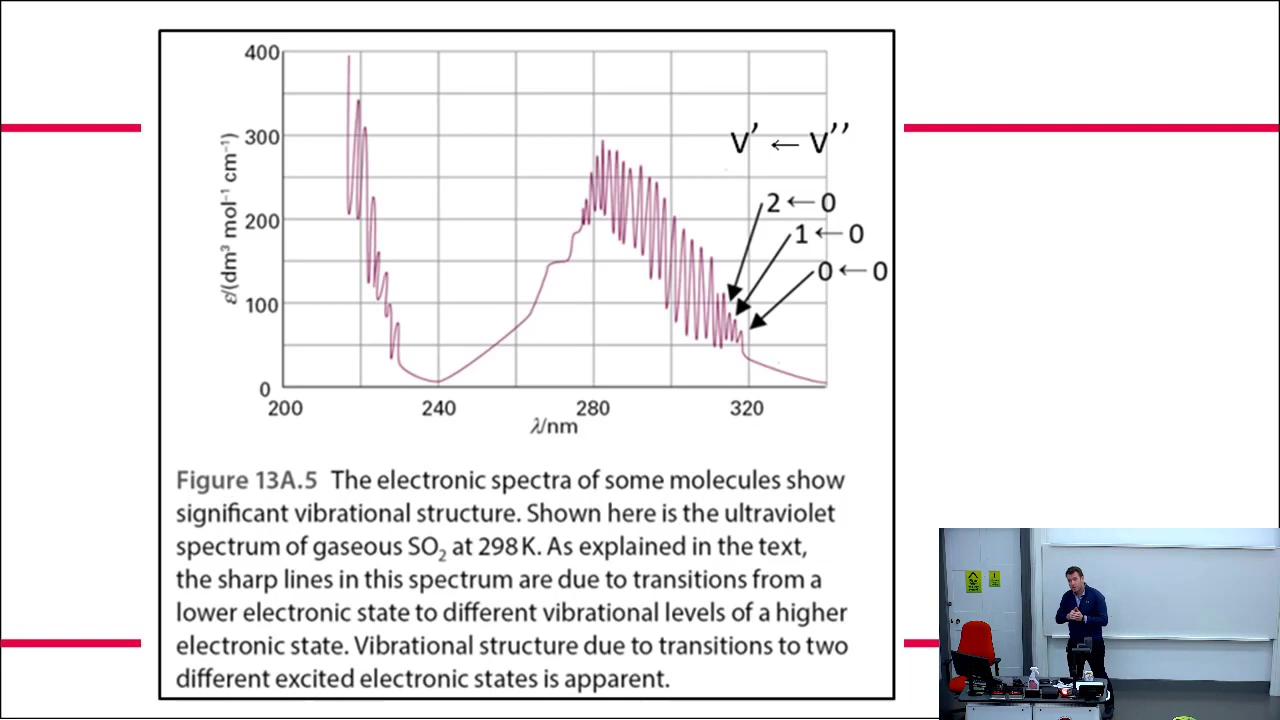 400
300
200
100
0
ε/(dm³ mol⁻¹ cm⁻¹)
200
240
280
320
λ/nm
V′ ← V′′
2 ← 0
1 ← 0
0 ← 0
Figure 13A.5 The electronic spectra of some molecules show
significant vibrational structure. Shown here is the ultraviolet
spectrum of gaseous SO₂ at 298 K. As explained in the text,
the sharp lines in this spectrum are due to transitions from a
lower electronic state to different vibrational levels of a higher
electronic state. Vibrational structure due to transitions to two
different excited electronic states is apparent.